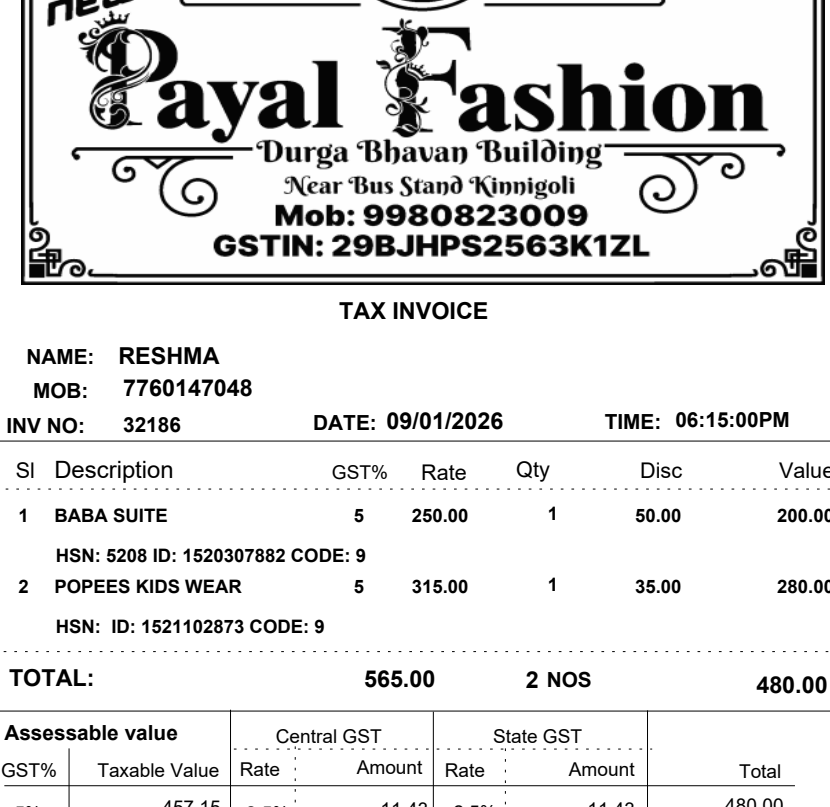 new
Payal Fashion
Durga Bhavan Building
Near Bus Stand Kinnigoli
Mob: 9980823009
GSTIN: 29BJHPS2563K1ZL
TAX INVOICE
NAME: RESHMA
MOB: 7760147048
INV NO: 32186 DATE: 09/01/2026 TIME: 06:15:00PM
Sl Description GST% Rate Qty Disc Value
1 BABA SUITE 5 250.00 1 50.00 200.00
HSN: 5208 ID: 1520307882 CODE: 9
2 POPEES KIDS WEAR 5 315.00 1 35.00 280.00
HSN: ID: 1521102873 CODE: 9
TOTAL: 565.00 2 NOS 480.00
Assessable value Central GST State GST
GST% Taxable Value Rate Amount Rate Amount Total
457.15 11.43 11.43 480.00